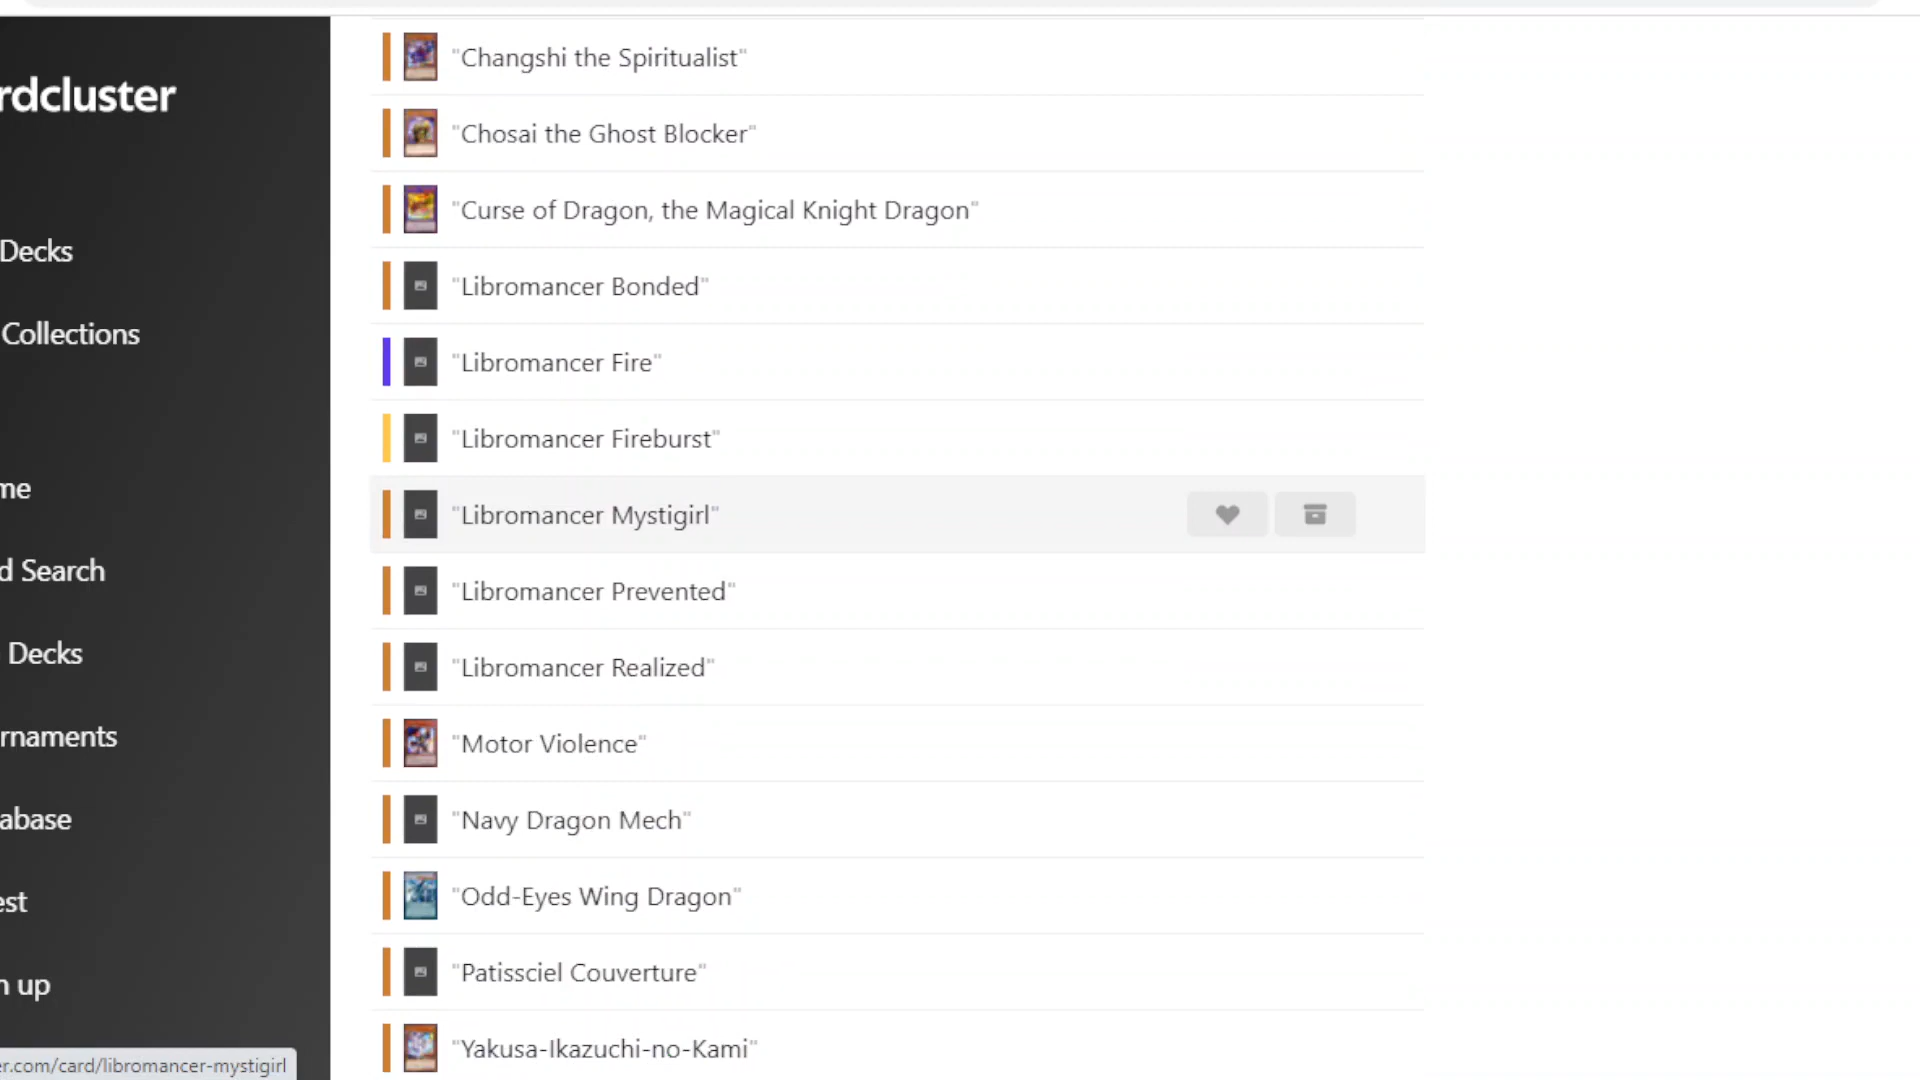 "Changshi the Spiritualist"
rdcluster
"Chosai the Ghost Blocker"
"Curse of Dragon, the Magical Knight Dragon"
Decks
"Libromancer Bonded"
Collections
"Libromancer Fire"
"Libromancer Fireburst"
me
"Libromancer Mystigirl"
d Search
"Libromancer Prevented"
Decks
"Libromancer Realized"
rnaments
"Motor Violence"
abase
"Navy Dragon Mech"
est
"Odd-Eyes Wing Dragon"
n up
"Patissciel Couverture"
"Yakusa-Ikazuchi-no-Kami"
er.com/card/libromancer-mystigirl